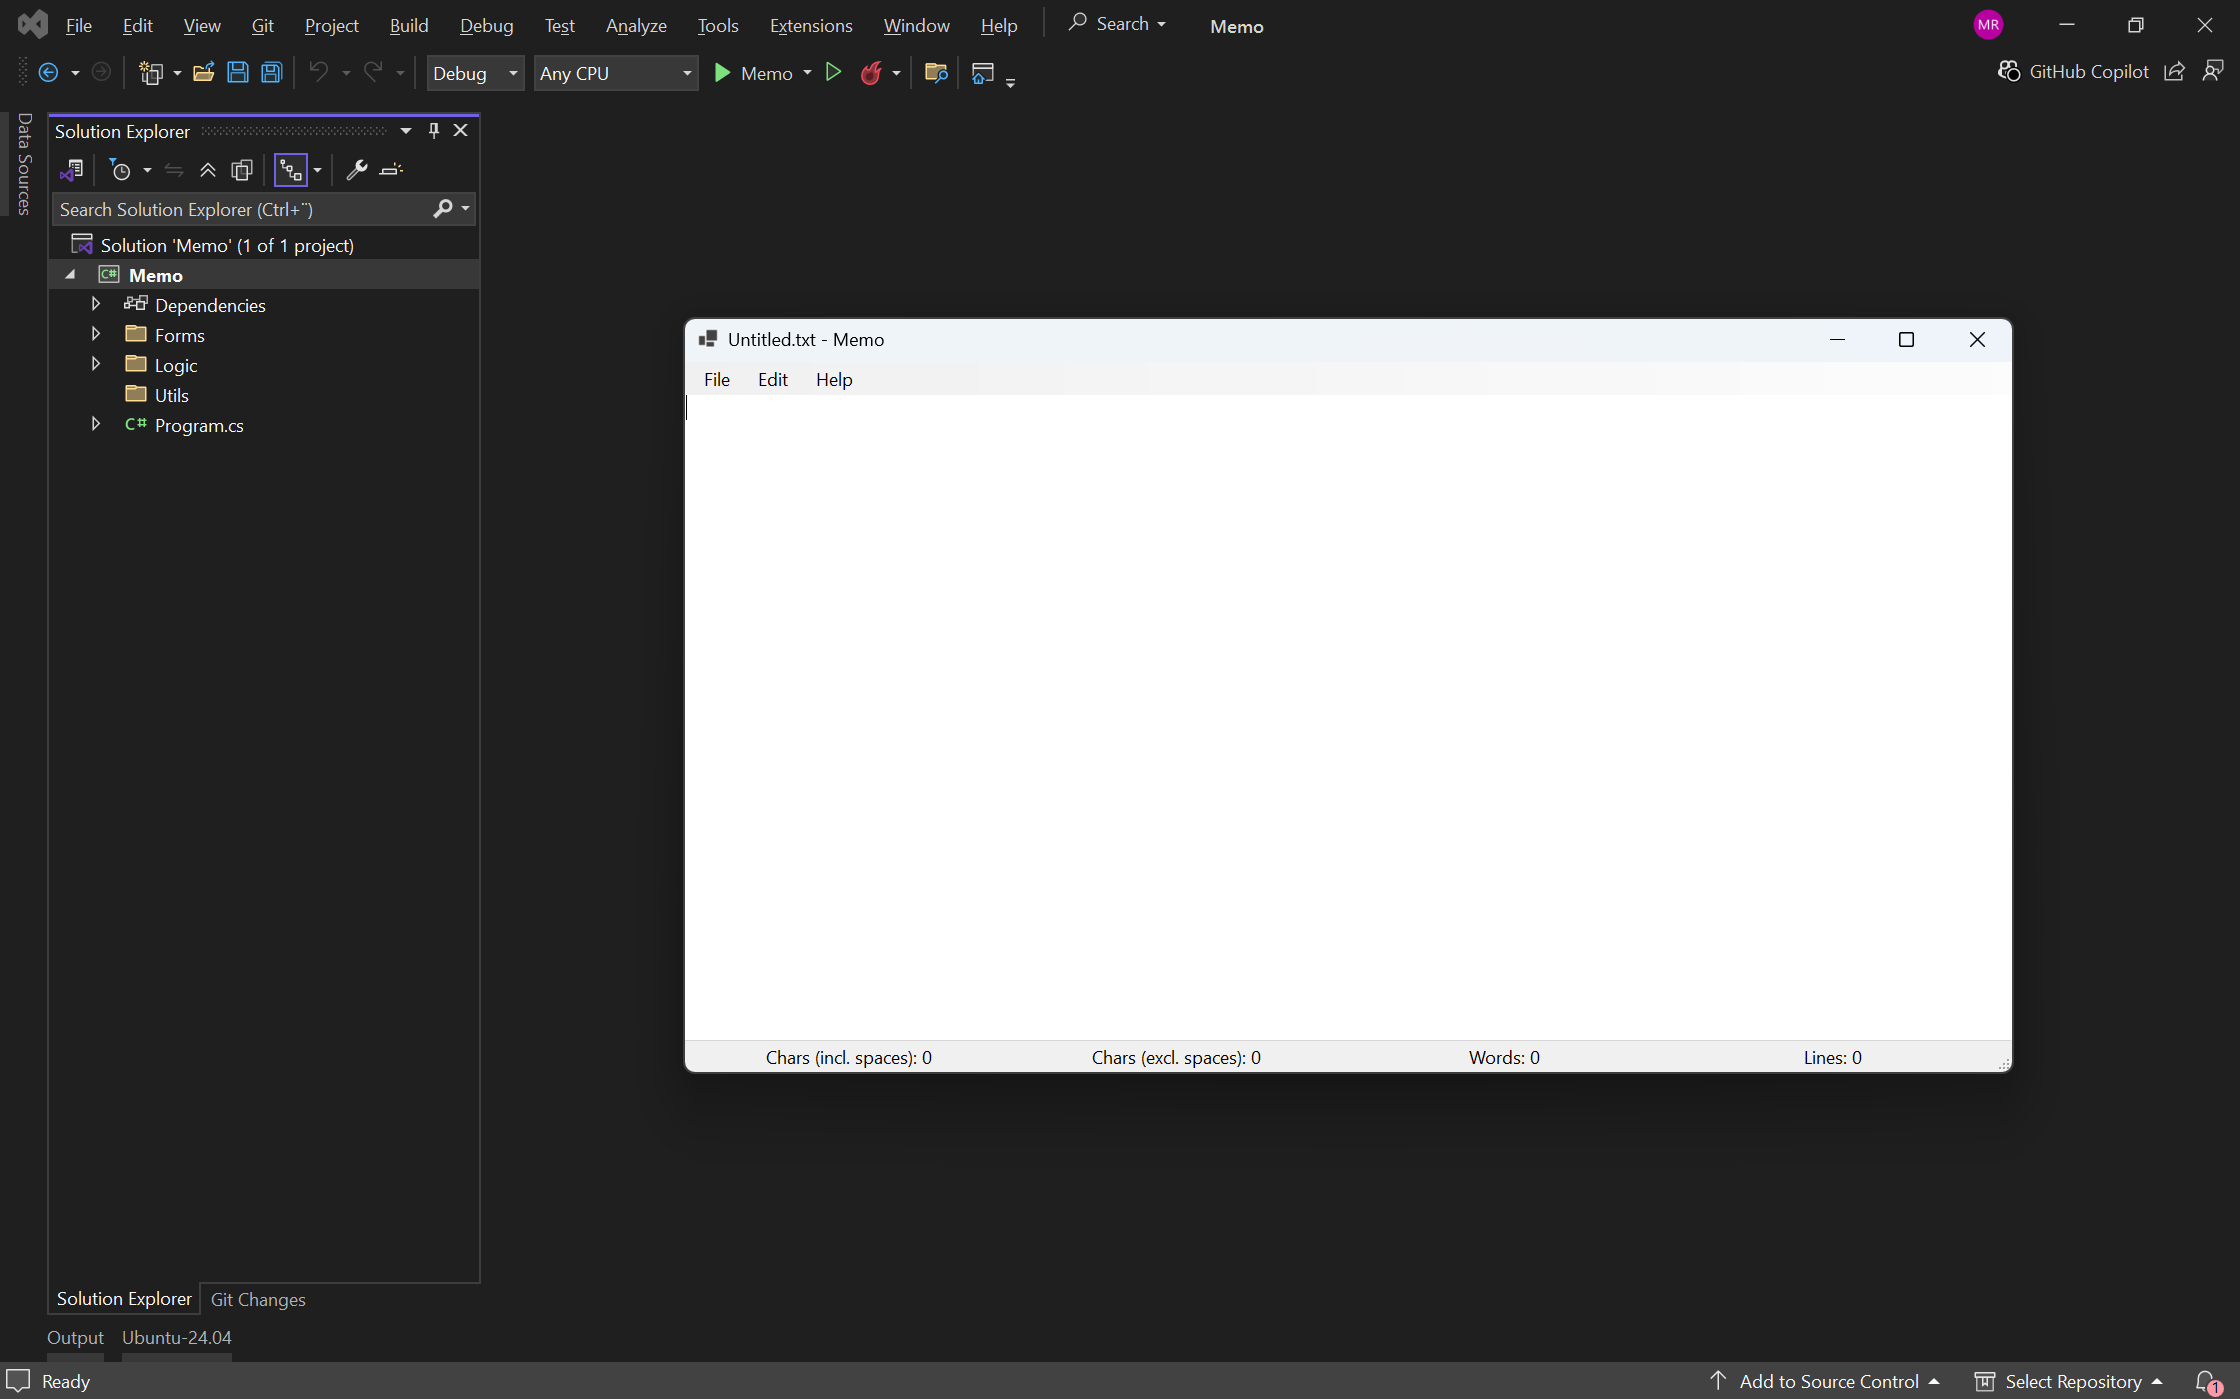 File Edit View Git Project Build Debug Test Analyze Tools Extensions Window Help Search Memo MR
Debug Any CPU Memo GitHub Copilot
Data Sources
Solution Explorer
Search Solution Explorer (Ctrl+¨)
Solution 'Memo' (1 of 1 project)
C# Memo
Dependencies
Forms
Logic
Utils
C# Program.cs
Untitled.txt - Memo
File Edit Help
Chars (incl. spaces): 0 Chars (excl. spaces): 0 Words: 0 Lines: 0
Solution Explorer Git Changes
Output Ubuntu-24.04
Ready Add to Source Control Select Repository 1